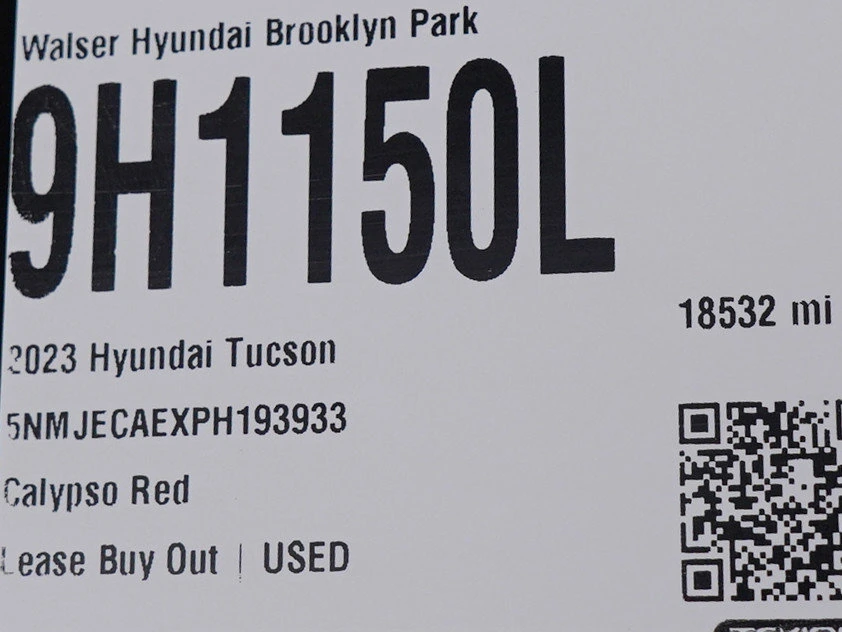 Walser Hyundai Brooklyn Park
9H1150L
18532 mi
2023 Hyundai Tucson
5NMJECAEXPH193933
Calypso Red
Lease Buy Out | USED